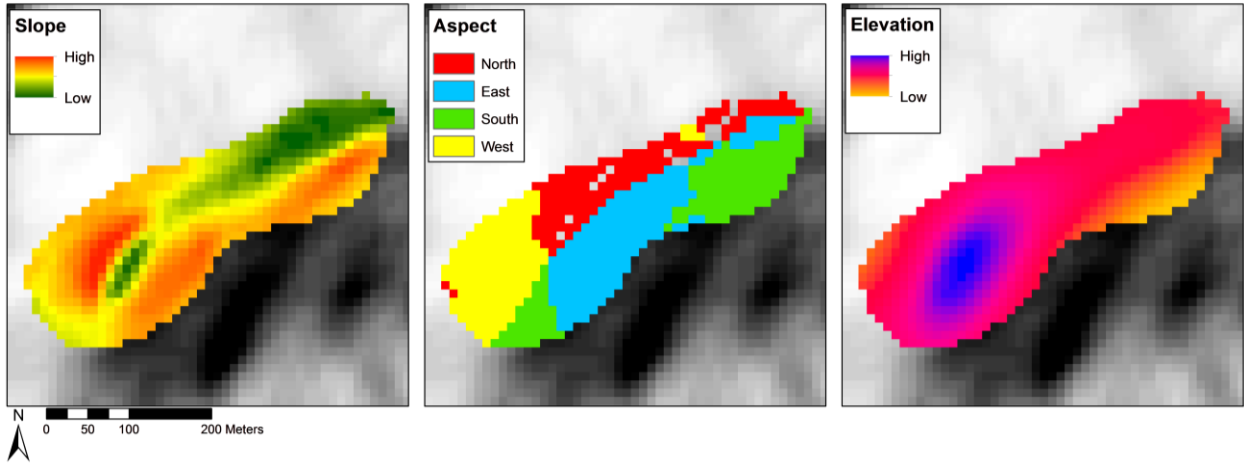 Slope
High
Low
Aspect
North
East
South
West
Elevation
High
Low
N
0 50 100 200 Meters